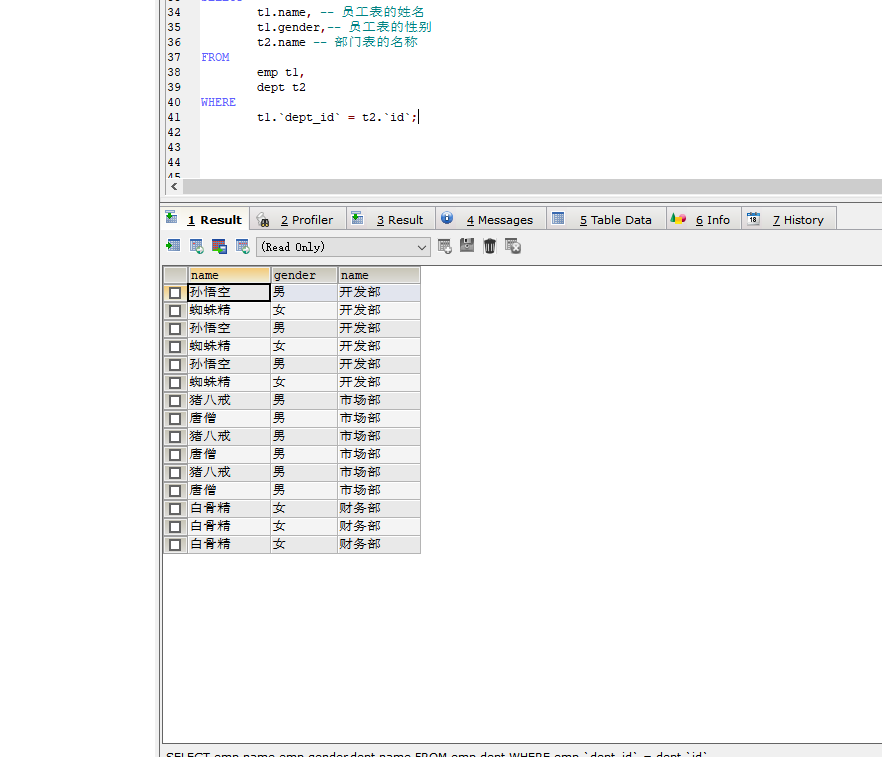 34 t1.name, -- 员工表的姓名
35 t1.gender,-- 员工表的性别
36 t2.name -- 部门表的名称
37 FROM
38 emp t1,
39 dept t2
40 WHERE
41 t1.`dept_id` = t2.`id`;
42
43
44
45
1 Result 2 Profiler 3 Result 4 Messages 5 Table Data 6 Info 7 History
(Read Only)
name gender name
孙悟空 男 开发部
蜘蛛精 女 开发部
孙悟空 男 开发部
蜘蛛精 女 开发部
孙悟空 男 开发部
蜘蛛精 女 开发部
猪八戒 男 市场部
唐僧 男 市场部
猪八戒 男 市场部
唐僧 男 市场部
猪八戒 男 市场部
唐僧 男 市场部
白骨精 女 财务部
白骨精 女 财务部
白骨精 女 财务部
SELECT emp.name,emp.gender,dept.name FROM emp,dept WHERE emp.`dept_id` = dept.`id`